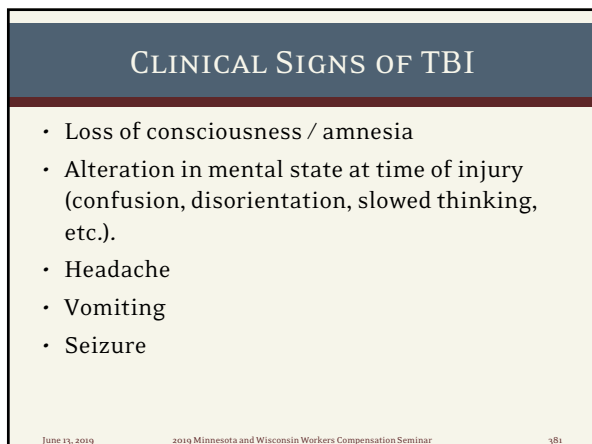 Clinical Signs of TBI
• Loss of consciousness / amnesia
• Alteration in mental state at time of injury
(confusion, disorientation, slowed thinking,
etc.).
• Headache
• Vomiting
• Seizure
June 13, 2019 2019 Minnesota and Wisconsin Workers Compensation Seminar 381